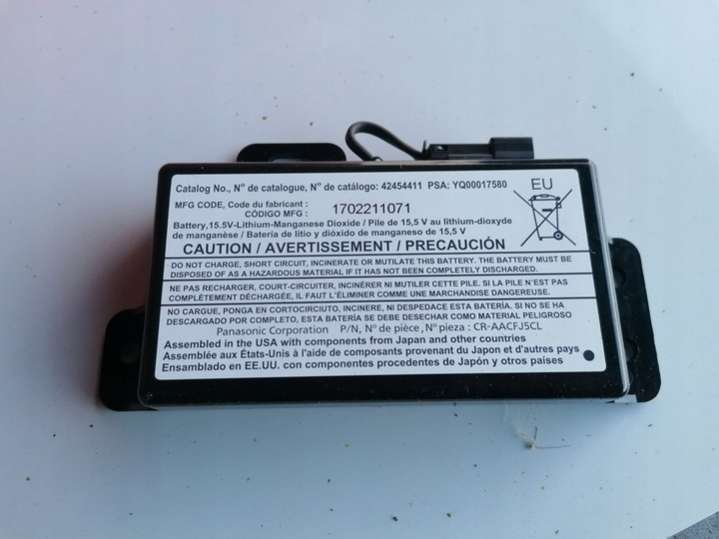 Catalog No., Nº de catalogue, Nº de catálogo: 42454411 PSA: YQ00017580
EU
MFG CODE, Code du fabricant :
CÓDIGO MFG : 1702211071
Battery,15.5V-Lithium-Manganese Dioxide / Pile de 15,5 V au lithium-dioxyde
de manganèse / Batería de litio y dióxido de manganeso de 15,5 V
CAUTION / AVERTISSEMENT / PRECAUCIÓN
DO NOT CHARGE, SHORT CIRCUIT, INCINERATE OR MUTILATE THIS BATTERY. THE BATTERY MUST BE
DISPOSED OF AS A HAZARDOUS MATERIAL IF IT HAS NOT BEEN COMPLETELY DISCHARGED.
NE PAS RECHARGER, COURT-CIRCUITER, INCINÉRER NI MUTILER CETTE PILE. SI LA PILE N'EST PAS
COMPLÈTEMENT DÉCHARGÉE, IL FAUT L'ÉLIMINER COMME UNE MARCHANDISE DANGEREUSE.
NO CARGUE, PONGA EN CORTOCIRCIUTO, INCINERE, NI DESPEDACE ESTA BATERÍA. SI NO SE HA
DESCARGADO POR COMPLETO, ESTA BATERÍA SE DEBE DESECHAR COMO MATERIAL PELIGROSO
Panasonic Corporation P/N, Nº de pièce, Nº pieza : CR-AACFJ5CL
Assembled in the USA with components from Japan and other countries
Assemblée aux États-Unis à l'aide de composants provenant du Japon et d'autres pays
Ensamblado en EE.UU. con componentes procedentes de Japón y otros países